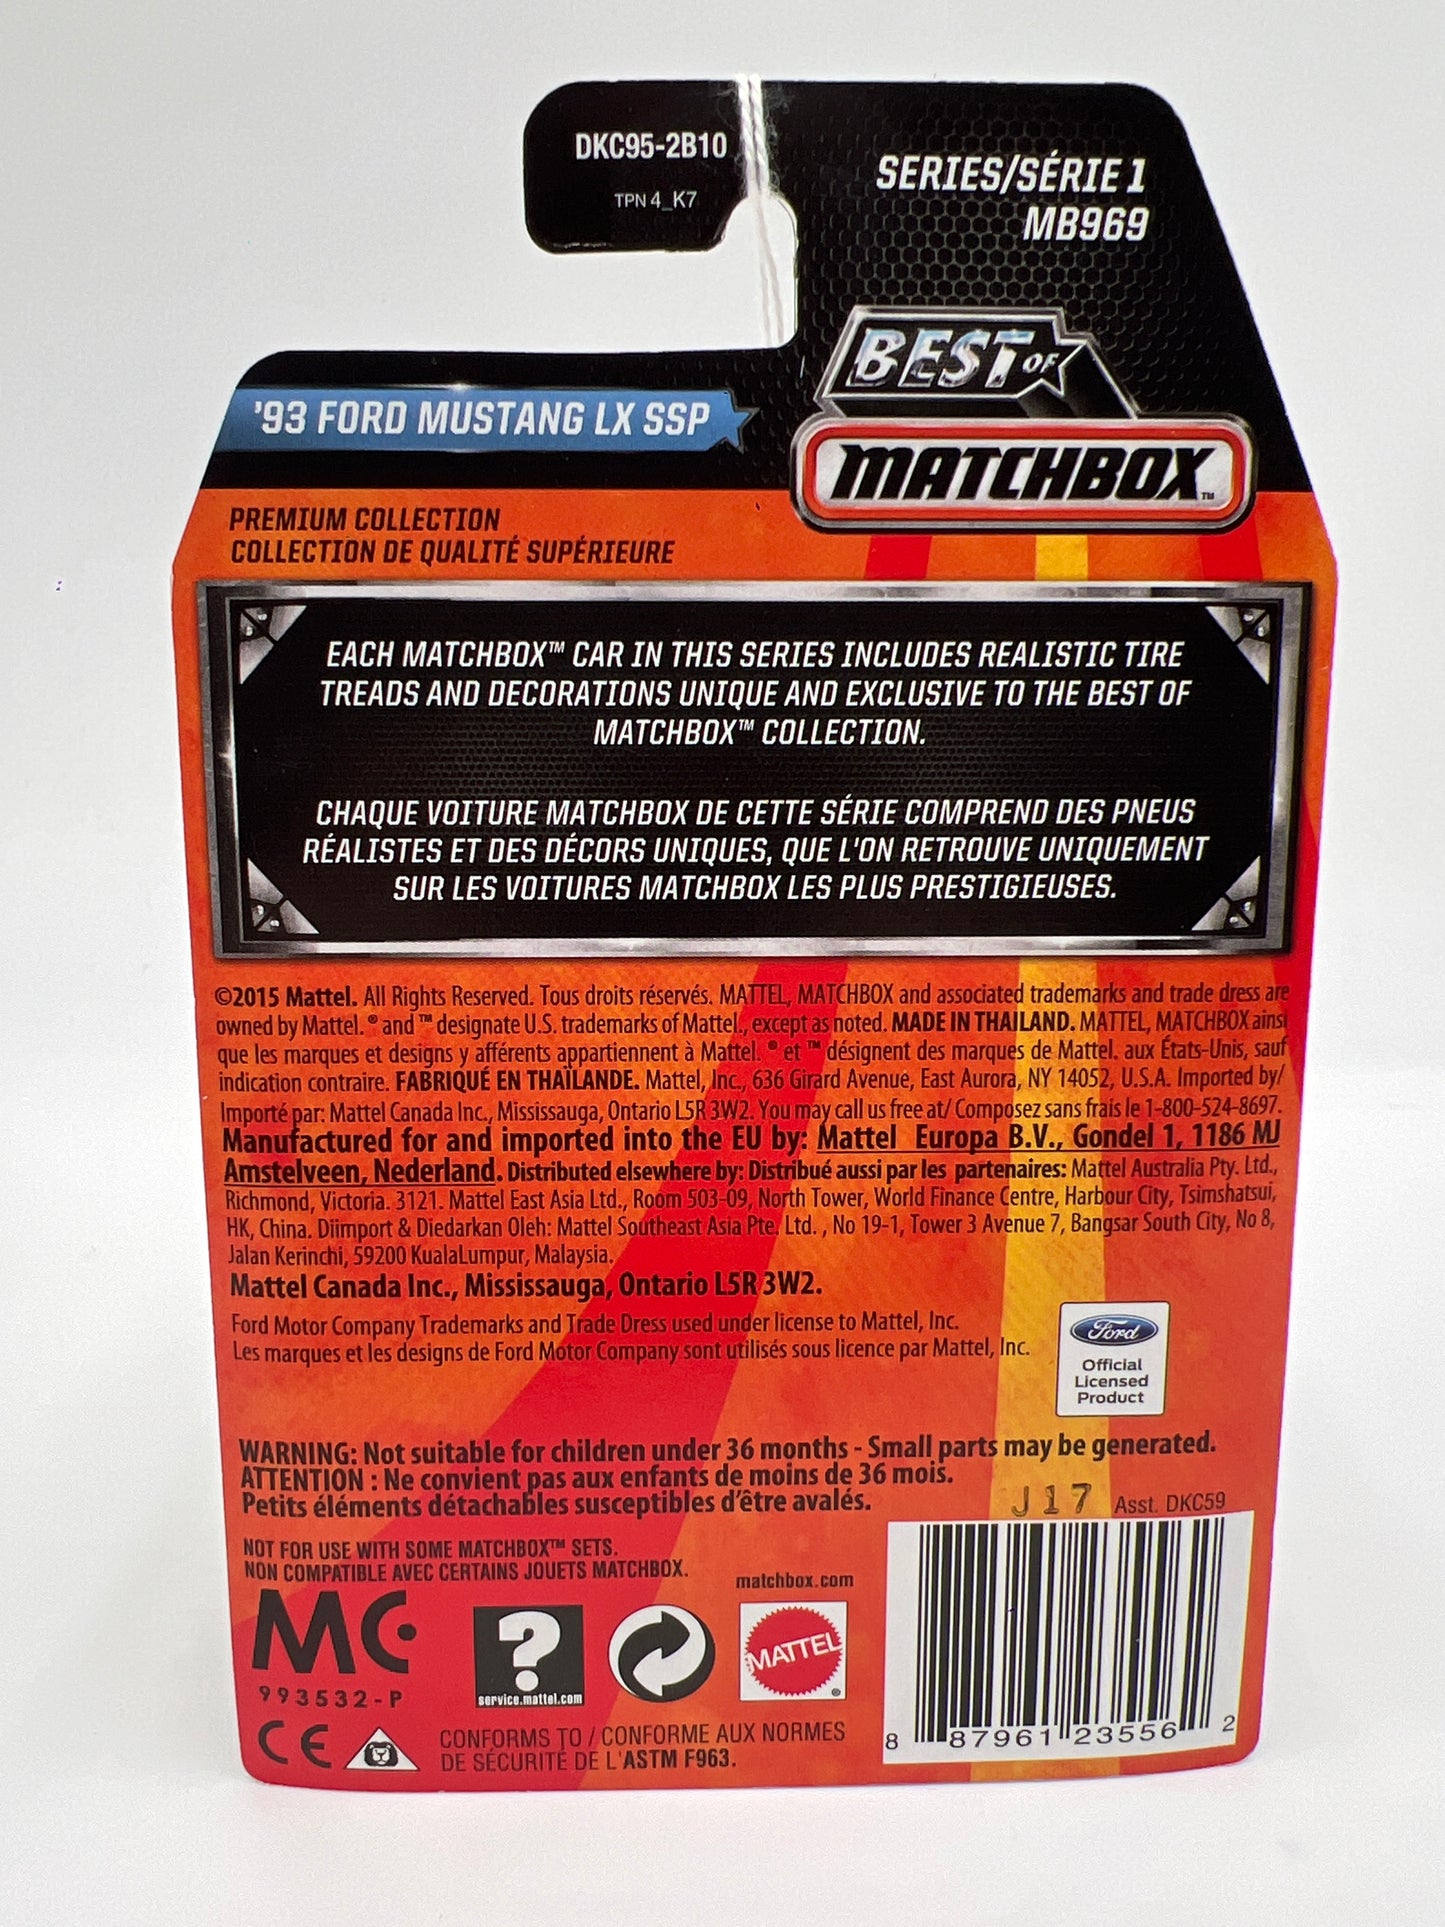 DKC95-2B10
TPN 4_K7
SERIES/SÉRIE 1
MB969
BEST OF
MATCHBOX™
'93 FORD MUSTANG LX SSP
PREMIUM COLLECTION
COLLECTION DE QUALITÉ SUPÉRIEURE
EACH MATCHBOX™ CAR IN THIS SERIES INCLUDES REALISTIC TIRE
TREADS AND DECORATIONS UNIQUE AND EXCLUSIVE TO THE BEST OF
MATCHBOX™ COLLECTION.
CHAQUE VOITURE MATCHBOX DE CETTE SÉRIE COMPREND DES PNEUS
RÉALISTES ET DES DÉCORS UNIQUES, QUE L'ON RETROUVE UNIQUEMENT
SUR LES VOITURES MATCHBOX LES PLUS PRESTIGIEUSES.
©2015 Mattel. All Rights Reserved. Tous droits réservés. MATTEL, MATCHBOX and associated trademarks and trade dress are
owned by Mattel. ® and ™ designate U.S. trademarks of Mattel., except as noted. MADE IN THAILAND. MATTEL, MATCHBOX ainsi
que les marques et designs y afférents appartiennent à Mattel. ® et ™ désignent des marques de Mattel. aux États-Unis, sauf
indication contraire. FABRIQUÉ EN THAÏLANDE. Mattel, Inc., 636 Girard Avenue, East Aurora, NY 14052, U.S.A. Imported by/
Importé par: Mattel Canada Inc., Mississauga, Ontario L5R 3W2. You may call us free at/ Composez sans frais le 1-800-524-8697.
Manufactured for and imported into the EU by: Mattel Europa B.V., Gondel 1, 1186 MJ
Amstelveen, Nederland. Distributed elsewhere by: Distribué aussi par les partenaires: Mattel Australia Pty. Ltd.,
Richmond, Victoria. 3121. Mattel East Asia Ltd., Room 503-09, North Tower, World Finance Centre, Harbour City, Tsimshatsui,
HK, China. Diimport & Diedarkan Oleh: Mattel Southeast Asia Pte. Ltd. , No 19-1, Tower 3 Avenue 7, Bangsar South City, No 8,
Jalan Kerinchi, 59200 KualaLumpur, Malaysia.
Mattel Canada Inc., Mississauga, Ontario L5R 3W2.
Ford Motor Company Trademarks and Trade Dress used under license to Mattel, Inc.
Les marques et les designs de Ford Motor Company sont utilisés sous licence par Mattel, Inc.
Ford
Official
Licensed
Product
WARNING: Not suitable for children under 36 months - Small parts may be generated.
ATTENTION : Ne convient pas aux enfants de moins de 36 mois.
Petits éléments détachables susceptibles d'être avalés.
J17 Asst. DKC59
NOT FOR USE WITH SOME MATCHBOX™ SETS.
NON COMPATIBLE AVEC CERTAINS JOUETS MATCHBOX.
matchbox.com
MC
993532-P
?
service.mattel.com
MATTEL ®
CE
CONFORMS TO / CONFORME AUX NORMES
DE SÉCURITÉ DE L'ASTM F963.
8 87961 23556 2